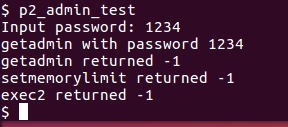 $ p2_admin_test
Input password: 1234
getadmin with password 1234
getadmin returned -1
setmemorylimit returned -1
exec2 returned -1
$